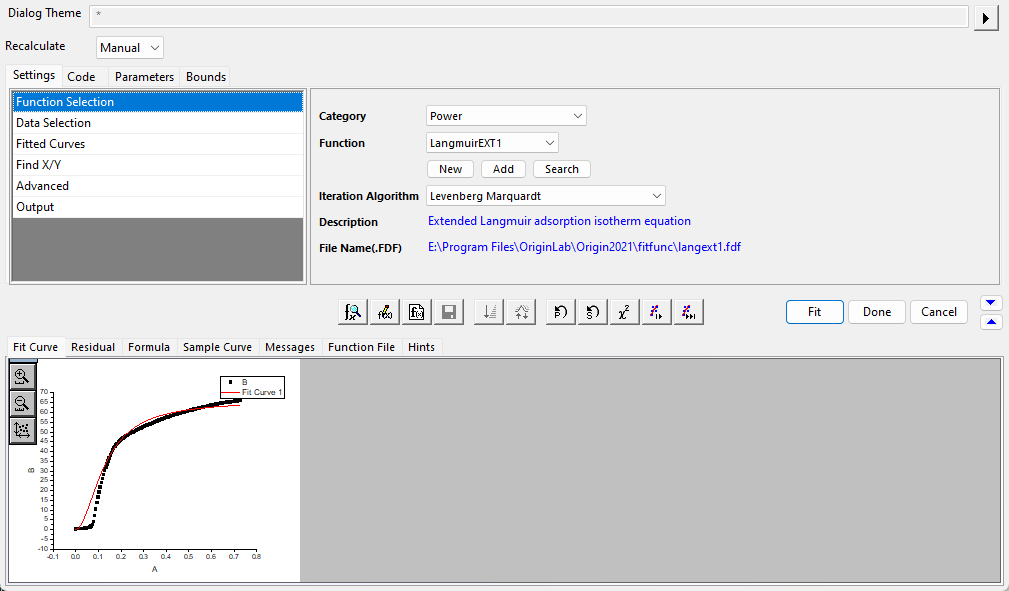 Dialog Theme *
Recalculate Manual
Settings Code Parameters Bounds
Function Selection
Data Selection
Fitted Curves
Find X/Y
Advanced
Output
Category Power
Function LangmuirEXT1
New Add Search
Iteration Algorithm Levenberg Marquardt
Description Extended Langmuir adsorption isotherm equation
File Name(.FDF) E:\Program Files\OriginLab\Origin2021\fitfunc\langext1.fdf
Fit Done Cancel
Fit Curve Residual Formula Sample Curve Messages Function File Hints
B
Fit Curve 1
70
65
60
55
50
45
40
35
30
25
20
15
10
5
0
-5
-10
B
-0.1 0.0 0.1 0.2 0.3 0.4 0.5 0.6 0.7 0.8
A